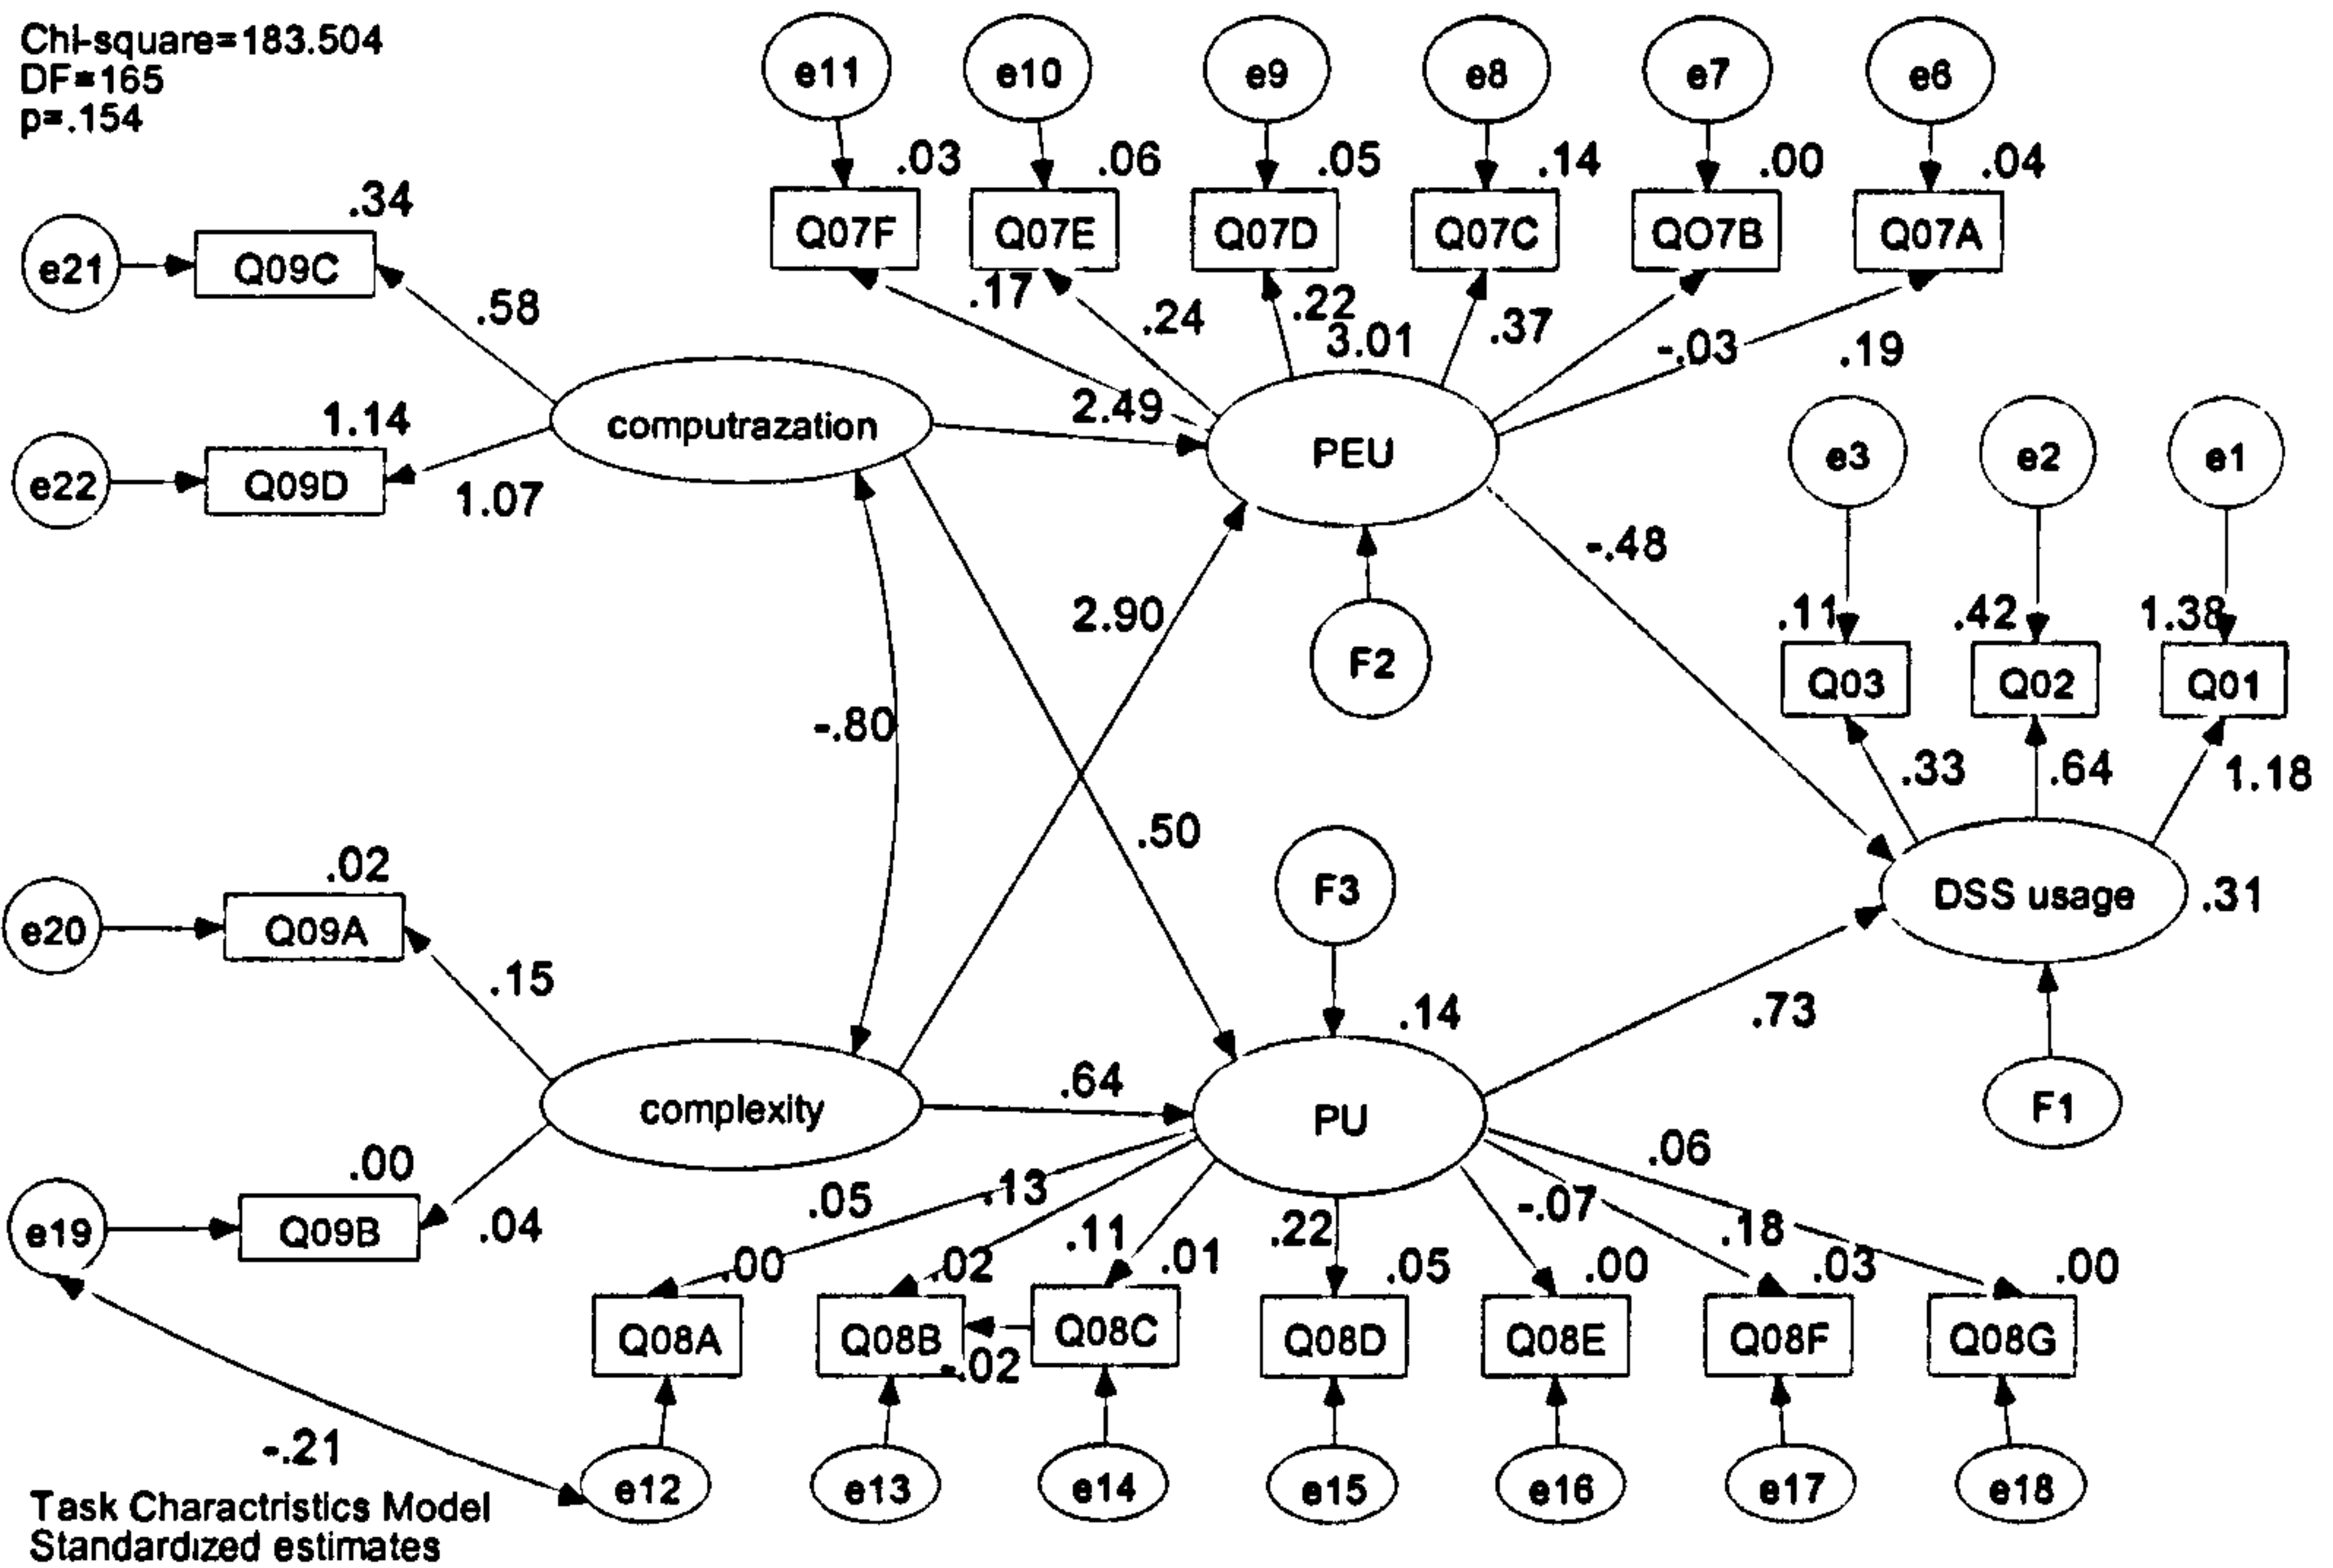 Chi-square=183.504
DF=165
p=.154
e11 e10 e9 e8 e7 e6
.03 .06 .05 .14 .00 .04
Q07F Q07E Q07D Q07C QO7B Q07A
.34
e21 Q09C
.58
.17 .24 .22 .37 -.03 .19
3.01
1.14
computrazation
2.49
PEU
e22 Q09D
1.07
e3 e2 e1
-.48
2.90
F2
.11 .42 1.38
Q03 Q02 Q01
-.80
.33 .64 1.18
.50
.02
F3
DSS usage .31
e20 Q09A
.15
.14
.73
.64
complexity
PU
F1
.00
e19 Q09B
.04
.05 .13 .11 .22 -.07 .18 .06
.00 .02 .01 .05 .00 .03 .00
Q08A Q08B Q08C Q08D Q08E Q08F Q08G
-.02
-.21
e12 e13 e14 e15 e16 e17 e18
Task Charactristics Model
Standardized estimates